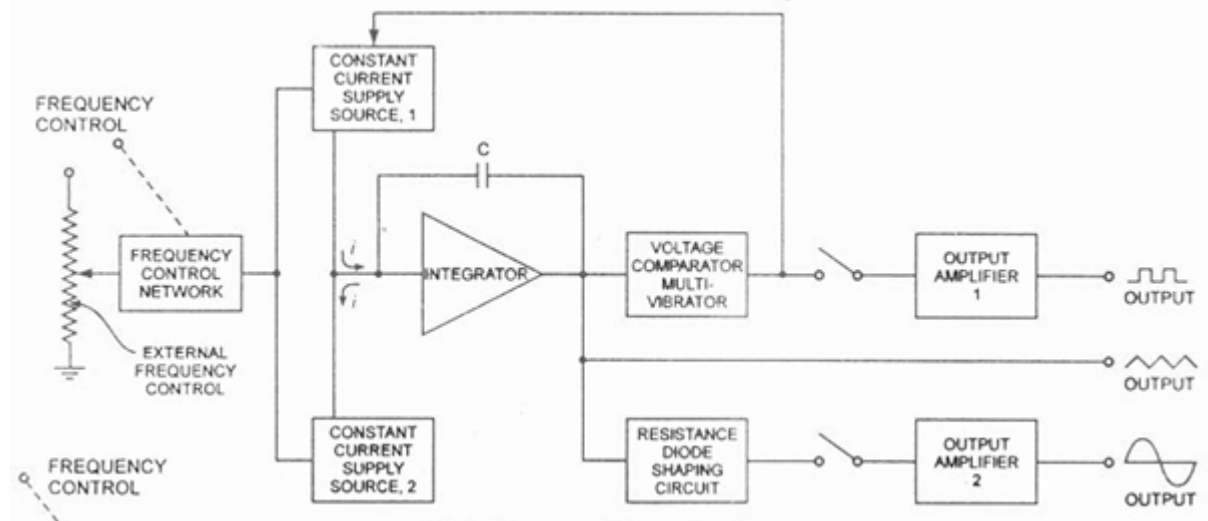 CONSTANT
CURRENT
SUPPLY
SOURCE, 1
FREQUENCY
CONTROL
C
FREQUENCY
CONTROL
NETWORK
i
i
INTEGRATOR
VOLTAGE
COMPARATOR
MULTI-
VIBRATOR
OUTPUT
AMPLIFIER
1
OUTPUT
EXTERNAL
FREQUENCY
CONTROL
OUTPUT
CONSTANT
CURRENT
SUPPLY
SOURCE, 2
RESISTANCE
DIODE
SHAPING
CIRCUIT
OUTPUT
AMPLIFIER
2
OUTPUT
FREQUENCY
CONTROL